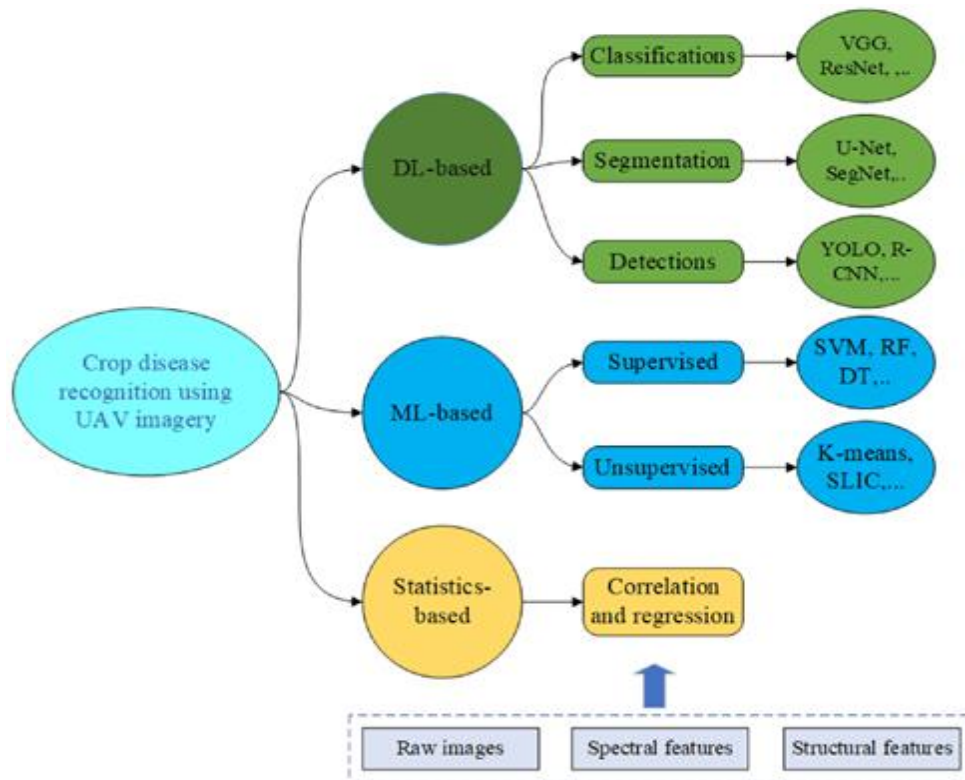 Crop disease
recognition using
UAV imagery
DL-based
Classifications
VGG,
ResNet, ,..
Segmentation
U-Net,
SegNet,..
Detections
YOLO, R-
CNN,...
ML-based
Supervised
SVM, RF,
DT,..
Unsupervised
K-means,
SLIC,...
Statistics-
based
Correlation
and regression
Raw images
Spectral features
Structural features